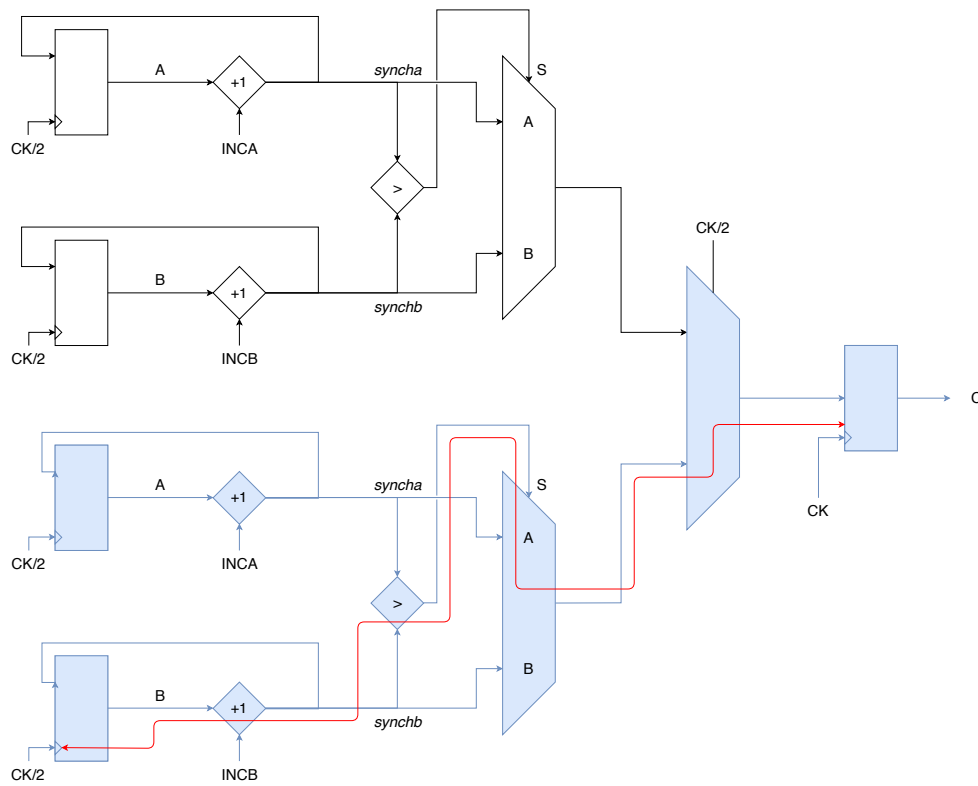 syncha
S
A
+1
CK/2
INCA
A
>
B
CK/2
B
+1
synchb
CK/2
INCB
S
A
+1
syncha
CK
A
CK/2
INCA
>
B
B
+1
synchb
CK/2
INCB